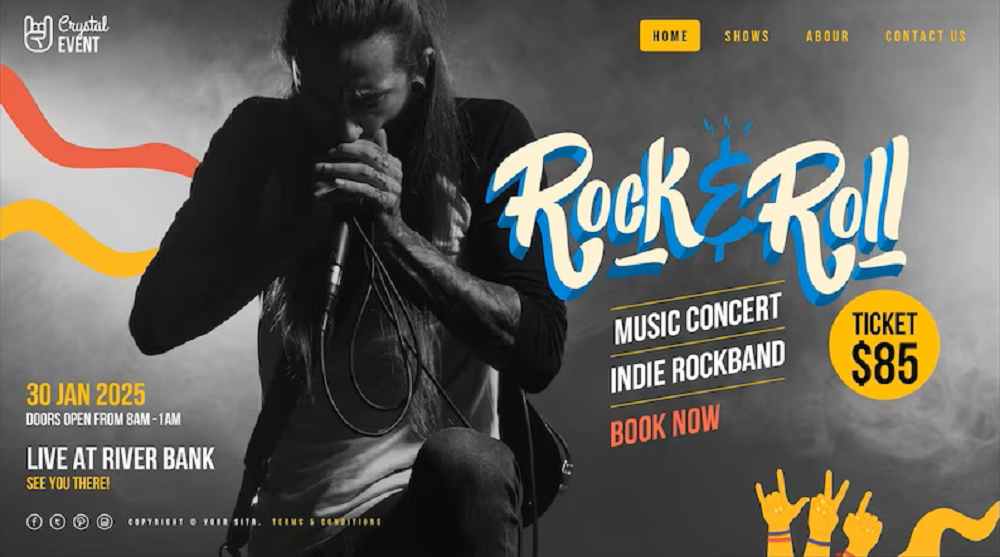 Crystal
EVENT
HOME
SHOWS
ABOUR
CONTACT US
Rock & Roll
MUSIC CONCERT
INDIE ROCKBAND
BOOK NOW
TICKET
$85
30 JAN 2025
DOORS OPEN FROM 8AM-1AM
LIVE AT RIVER BANK
SEE YOU THERE!
COPYRIGHT © YOUR SITR. TERMS & CONDITIONS